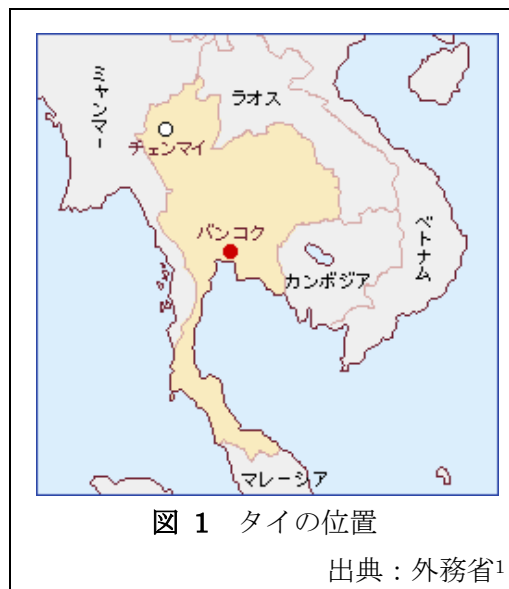 ミャンマー
ラオス
チェンマイ
バンコク
カンボジア
ベトナム
マレーシア
図 1 タイの位置
出典：外務省1